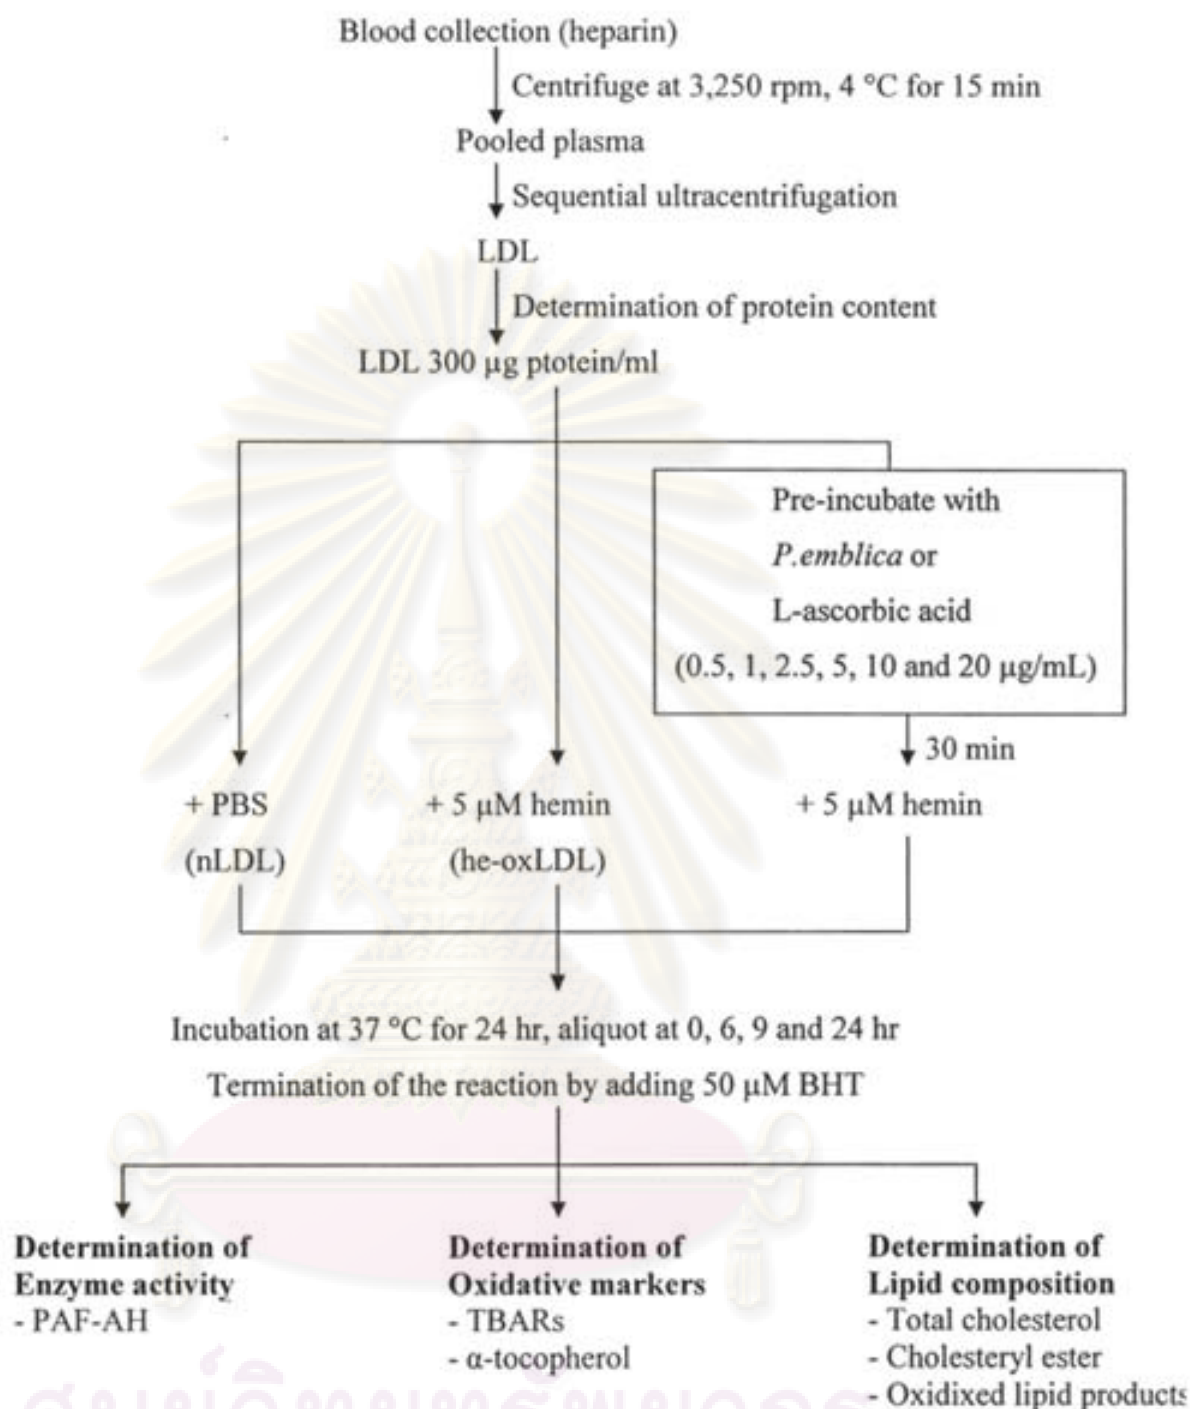 Blood collection (heparin)
Centrifuge at 3,250 rpm, 4 °C for 15 min
Pooled plasma
Sequential ultracentrifugation
LDL
Determination of protein content
LDL 300 µg ptotein/ml
Pre-incubate with
P.emblica or
L-ascorbic acid
(0.5, 1, 2.5, 5, 10 and 20 µg/mL)
30 min
+ PBS
(nLDL)
+ 5 µM hemin
(he-oxLDL)
+ 5 µM hemin
Incubation at 37 °C for 24 hr, aliquot at 0, 6, 9 and 24 hr
Termination of the reaction by adding 50 µM BHT
Determination of
Enzyme activity
- PAF-AH
Determination of
Oxidative markers
- TBARs
- α-tocopherol
Determination of
Lipid composition
- Total cholesterol
- Cholesteryl ester
- Oxidixed lipid products